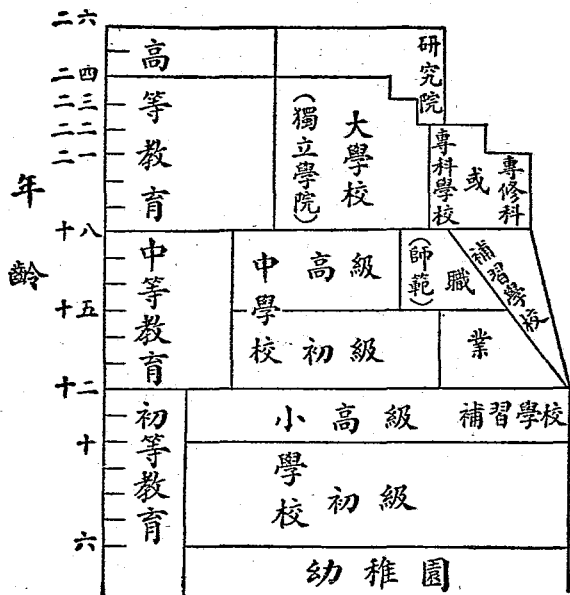 年齡
二六
二四
二三
二二
二一
十八
十五
十二
十
六
高等教育
研究院
大學校
(獨立學院)
專科學校
或
專修科
中等教育
中學校
高級
初級
(師範)
職業
補習學校
初等教育
小學校
高級
初級
補習學校
幼稚園